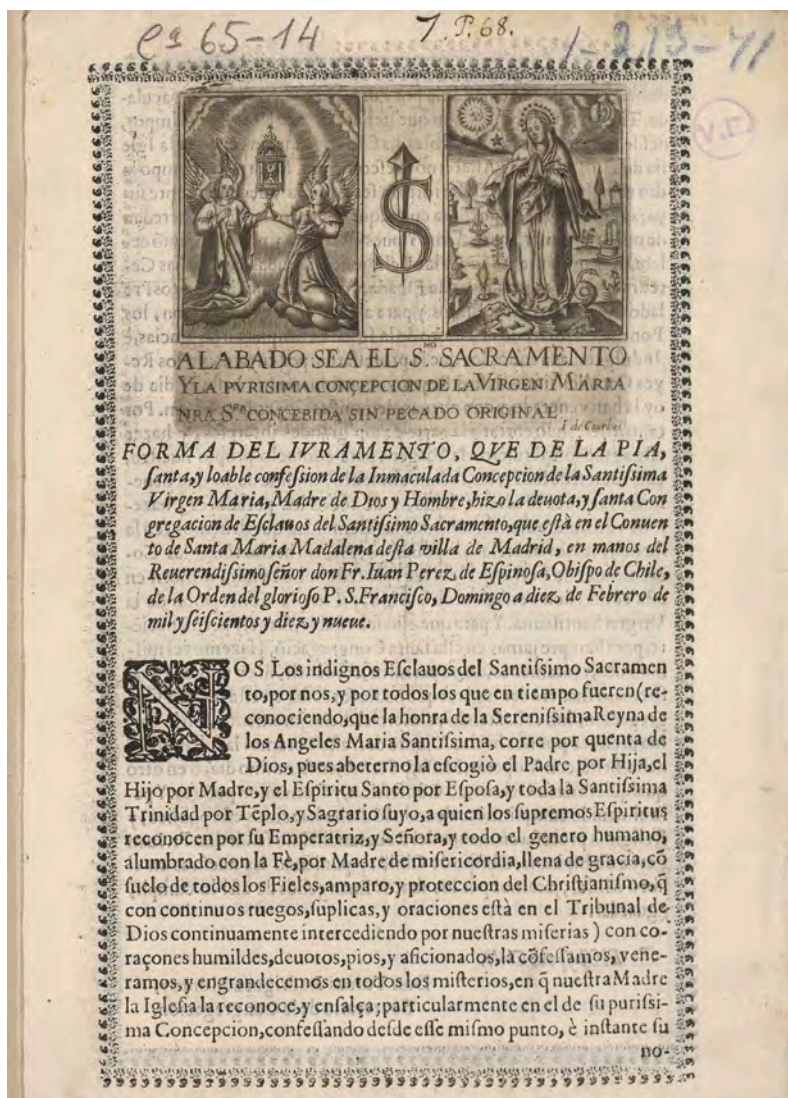 Cª 65-14
7. P. 68.
1-213-71
V.E.
S
ALABADO SEA EL S.MO SACRAMENTO
Y LA PVRISIMA CONÇEPCION DE LA VIRGEN MARIA
NRA S.RA CONCEBIDA SIN PECADO ORIGINAL
I de Courbes
FORMA DEL IVRAMENTO, QVE DE LA PIA,
ſanta, y loable confeſsion de la Inmaculada Concepcion de la Santiſsima
Virgen Maria, Madre de Dios y Hombre, hizo la deuota, y ſanta Con
gregacion de Eſclauos del Santiſsimo Sacramento, que eſtà en el Conuen
to de Santa Maria Madalena deſta villa de Madrid, en manos del
Reuerendiſsimo ſeñor don Fr. Iuan Perez de Eſpinoſa, Obiſpo de Chile,
de la Orden del glorioſo P. S. Franciſco, Domingo a diez de Febrero de
mil y ſeiſcientos y diez y nueue.
NOS Los indignos Eſclauos del Santiſsimo Sacramen
to, por nos, y por todos los que en tiempo fueren (re-
conociendo, que la honra de la Sereniſsima Reyna de
los Angeles Maria Santiſsima, corre por quenta de
Dios, pues abeterno la eſcogiò el Padre por Hija, el
Hijo por Madre, y el Eſpiritu Santo por Eſpoſa, y toda la Santiſsima
Trinidad por Tẽplo, y Sagrario ſuyo, a quien los ſupremos Eſpiritus
reconocen por ſu Emperatriz, y Señora, y todo el genero humano,
alumbrado con la Fè, por Madre de miſericordia, llena de gracia, cõ
ſuelo de todos los Fieles, amparo, y proteccion del Chriſtianiſmo, q̃
con continuos ruegos, ſuplicas, y oraciones eſtà en el Tribunal de
Dios continuamente intercediendo por nueſtras miſerias ) con co-
raçones humildes, deuotos, pios, y aficionados, la cõfeſſamos, vene-
ramos, y engrandecemos en todos los miſterios, en q̃ nueſtra Madre
la Igleſia la reconoce, y enſalça; particularmente en el de ſu puriſsi-
ma Concepcion, confeſſando deſde eſſe miſmo punto, è inſtante ſu
no-